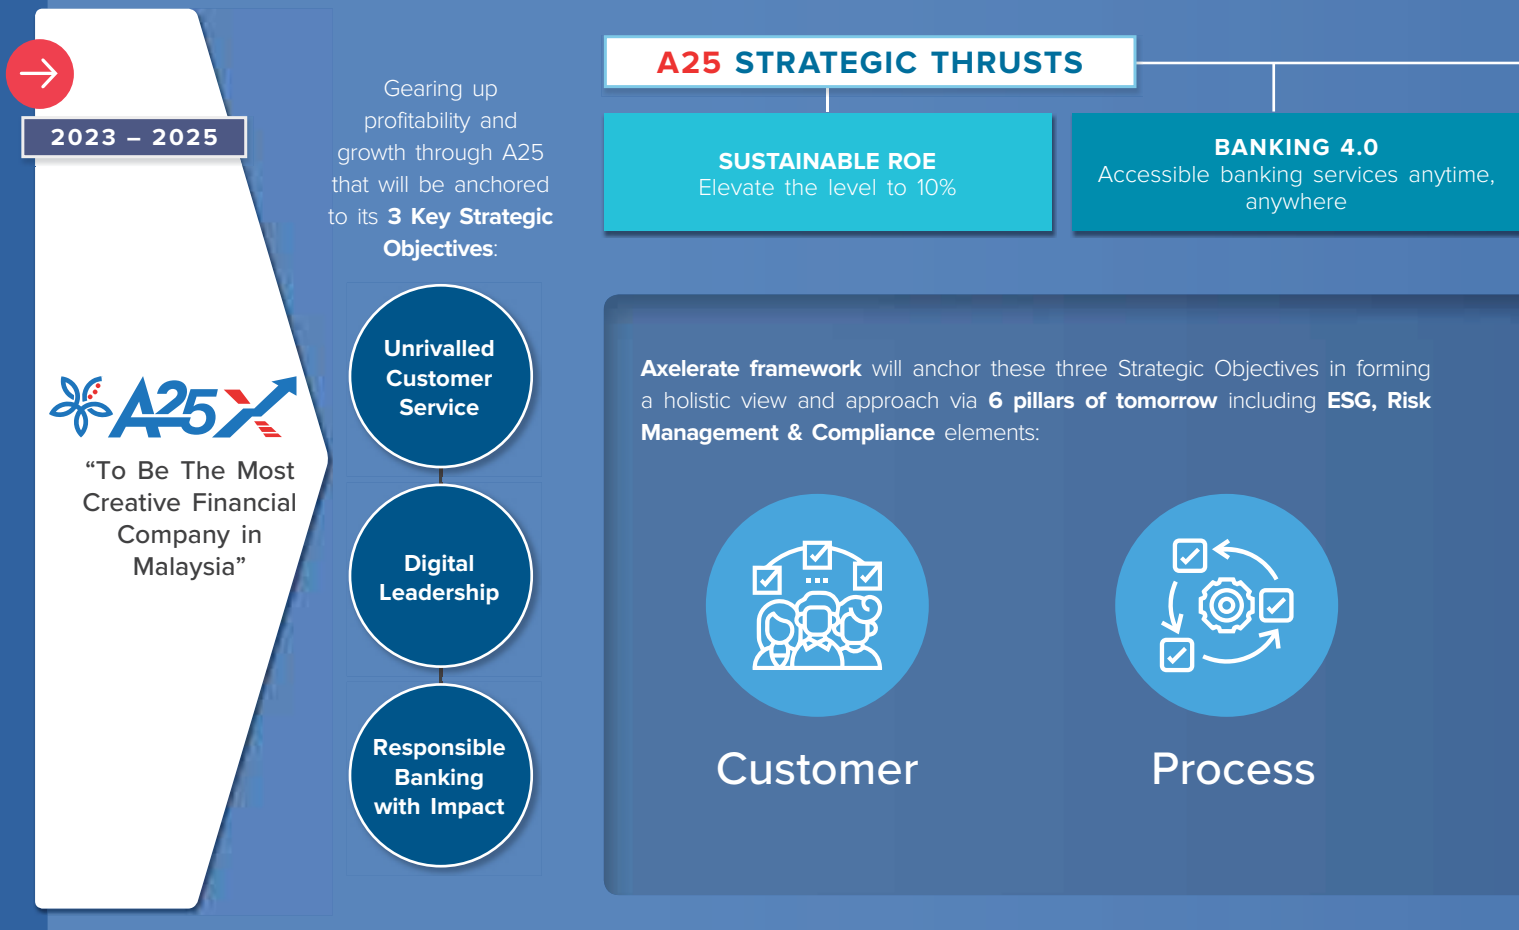 2023 – 2025
A25X
“To Be The Most
Creative Financial
Company in
Malaysia”
Gearing up
profitability and
growth through A25
that will be anchored
to its 3 Key Strategic
Objectives:
Unrivalled
Customer
Service
Digital
Leadership
Responsible
Banking
with Impact
A25 STRATEGIC THRUSTS
SUSTAINABLE ROE
Elevate the level to 10%
BANKING 4.0
Accessible banking services anytime,
anywhere
Axelerate framework will anchor these three Strategic Objectives in forming
a holistic view and approach via 6 pillars of tomorrow including ESG, Risk
Management & Compliance elements:
Customer
Process